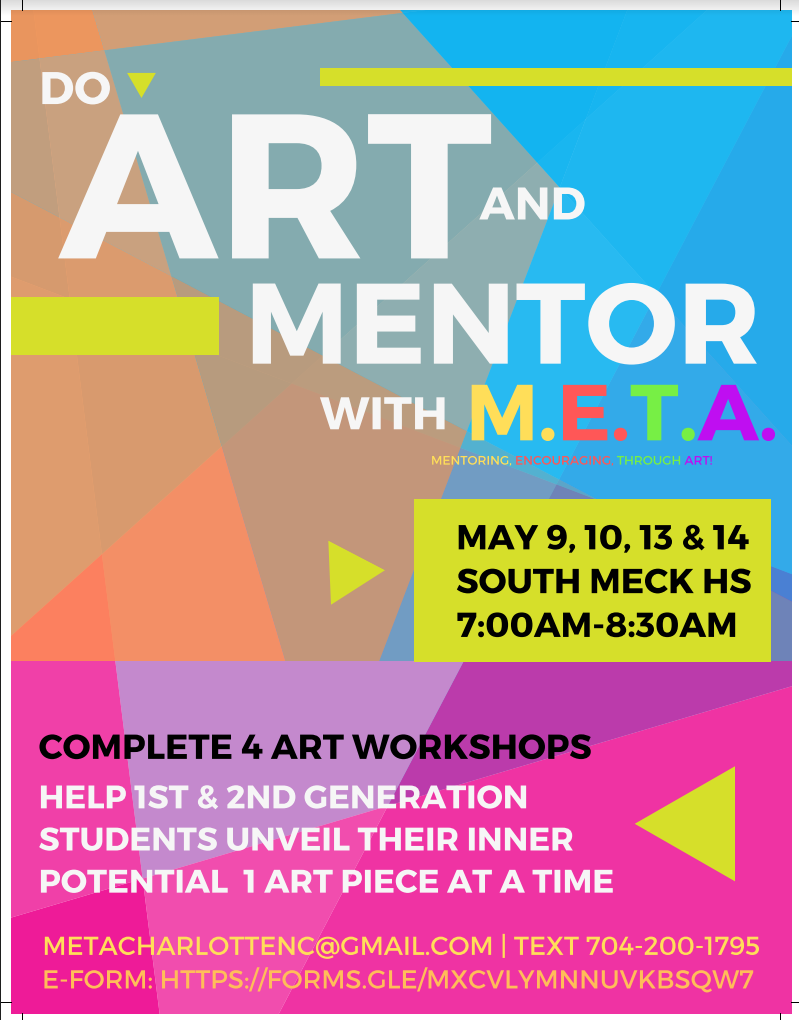 DO
ART AND
MENTOR
WITH M.E.T.A.
MENTORING, ENCOURAGING, THROUGH ART!
MAY 9, 10, 13 & 14
SOUTH MECK HS
7:00AM-8:30AM
COMPLETE 4 ART WORKSHOPS
HELP 1ST & 2ND GENERATION
STUDENTS UNVEIL THEIR INNER
POTENTIAL 1 ART PIECE AT A TIME
METACHARLOTTENC@GMAIL.COM | TEXT 704-200-1795
E-FORM: HTTPS://FORMS.GLE/MXCVLYMNNUVKBSQW7